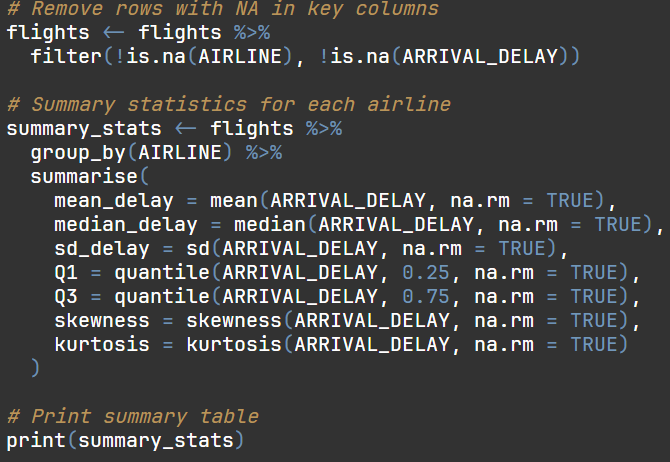 # Remove rows with NA in key columns
flights <- flights %>%
  filter(!is.na(AIRLINE), !is.na(ARRIVAL_DELAY))

# Summary statistics for each airline
summary_stats <- flights %>%
  group_by(AIRLINE) %>%
  summarise(
    mean_delay = mean(ARRIVAL_DELAY, na.rm = TRUE),
    median_delay = median(ARRIVAL_DELAY, na.rm = TRUE),
    sd_delay = sd(ARRIVAL_DELAY, na.rm = TRUE),
    Q1 = quantile(ARRIVAL_DELAY, 0.25, na.rm = TRUE),
    Q3 = quantile(ARRIVAL_DELAY, 0.75, na.rm = TRUE),
    skewness = skewness(ARRIVAL_DELAY, na.rm = TRUE),
    kurtosis = kurtosis(ARRIVAL_DELAY, na.rm = TRUE)
  )

# Print summary table
print(summary_stats)